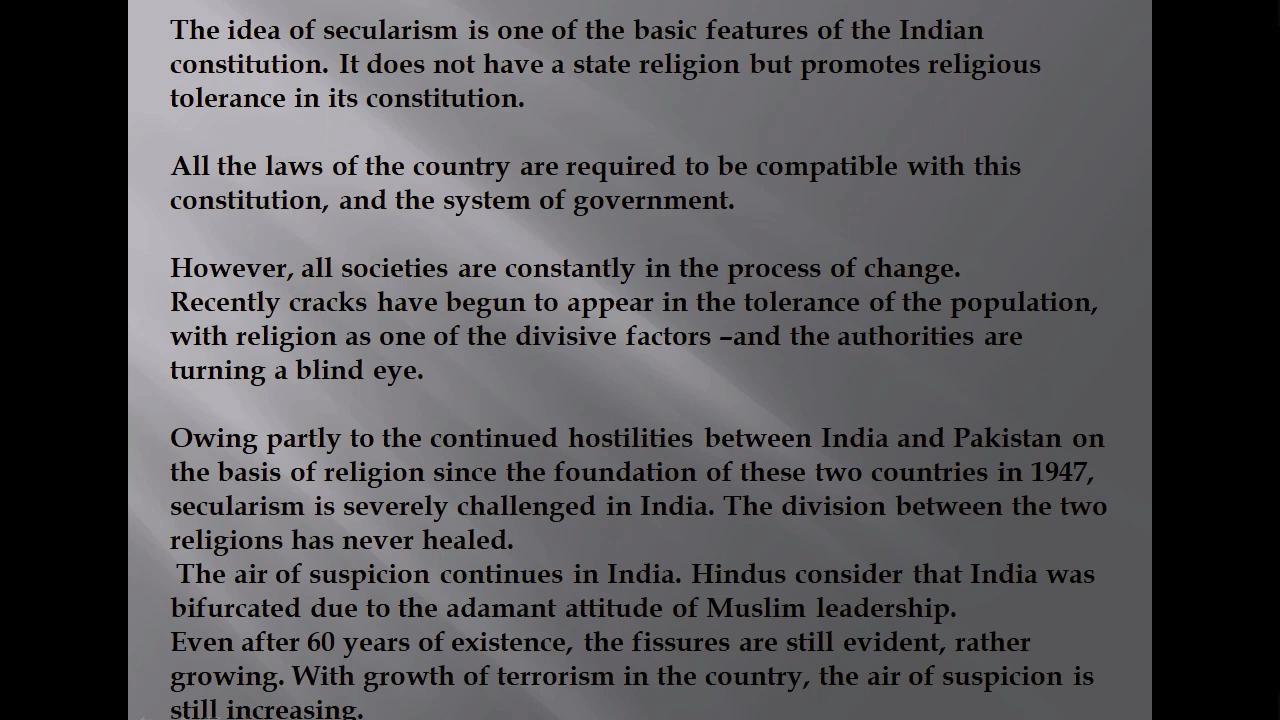 The idea of secularism is one of the basic features of the Indian
constitution. It does not have a state religion but promotes religious
tolerance in its constitution.
All the laws of the country are required to be compatible with this
constitution, and the system of government.
However, all societies are constantly in the process of change.
Recently cracks have begun to appear in the tolerance of the population,
with religion as one of the divisive factors –and the authorities are
turning a blind eye.
Owing partly to the continued hostilities between India and Pakistan on
the basis of religion since the foundation of these two countries in 1947,
secularism is severely challenged in India. The division between the two
religions has never healed.
The air of suspicion continues in India. Hindus consider that India was
bifurcated due to the adamant attitude of Muslim leadership.
Even after 60 years of existence, the fissures are still evident, rather
growing. With growth of terrorism in the country, the air of suspicion is
still increasing.